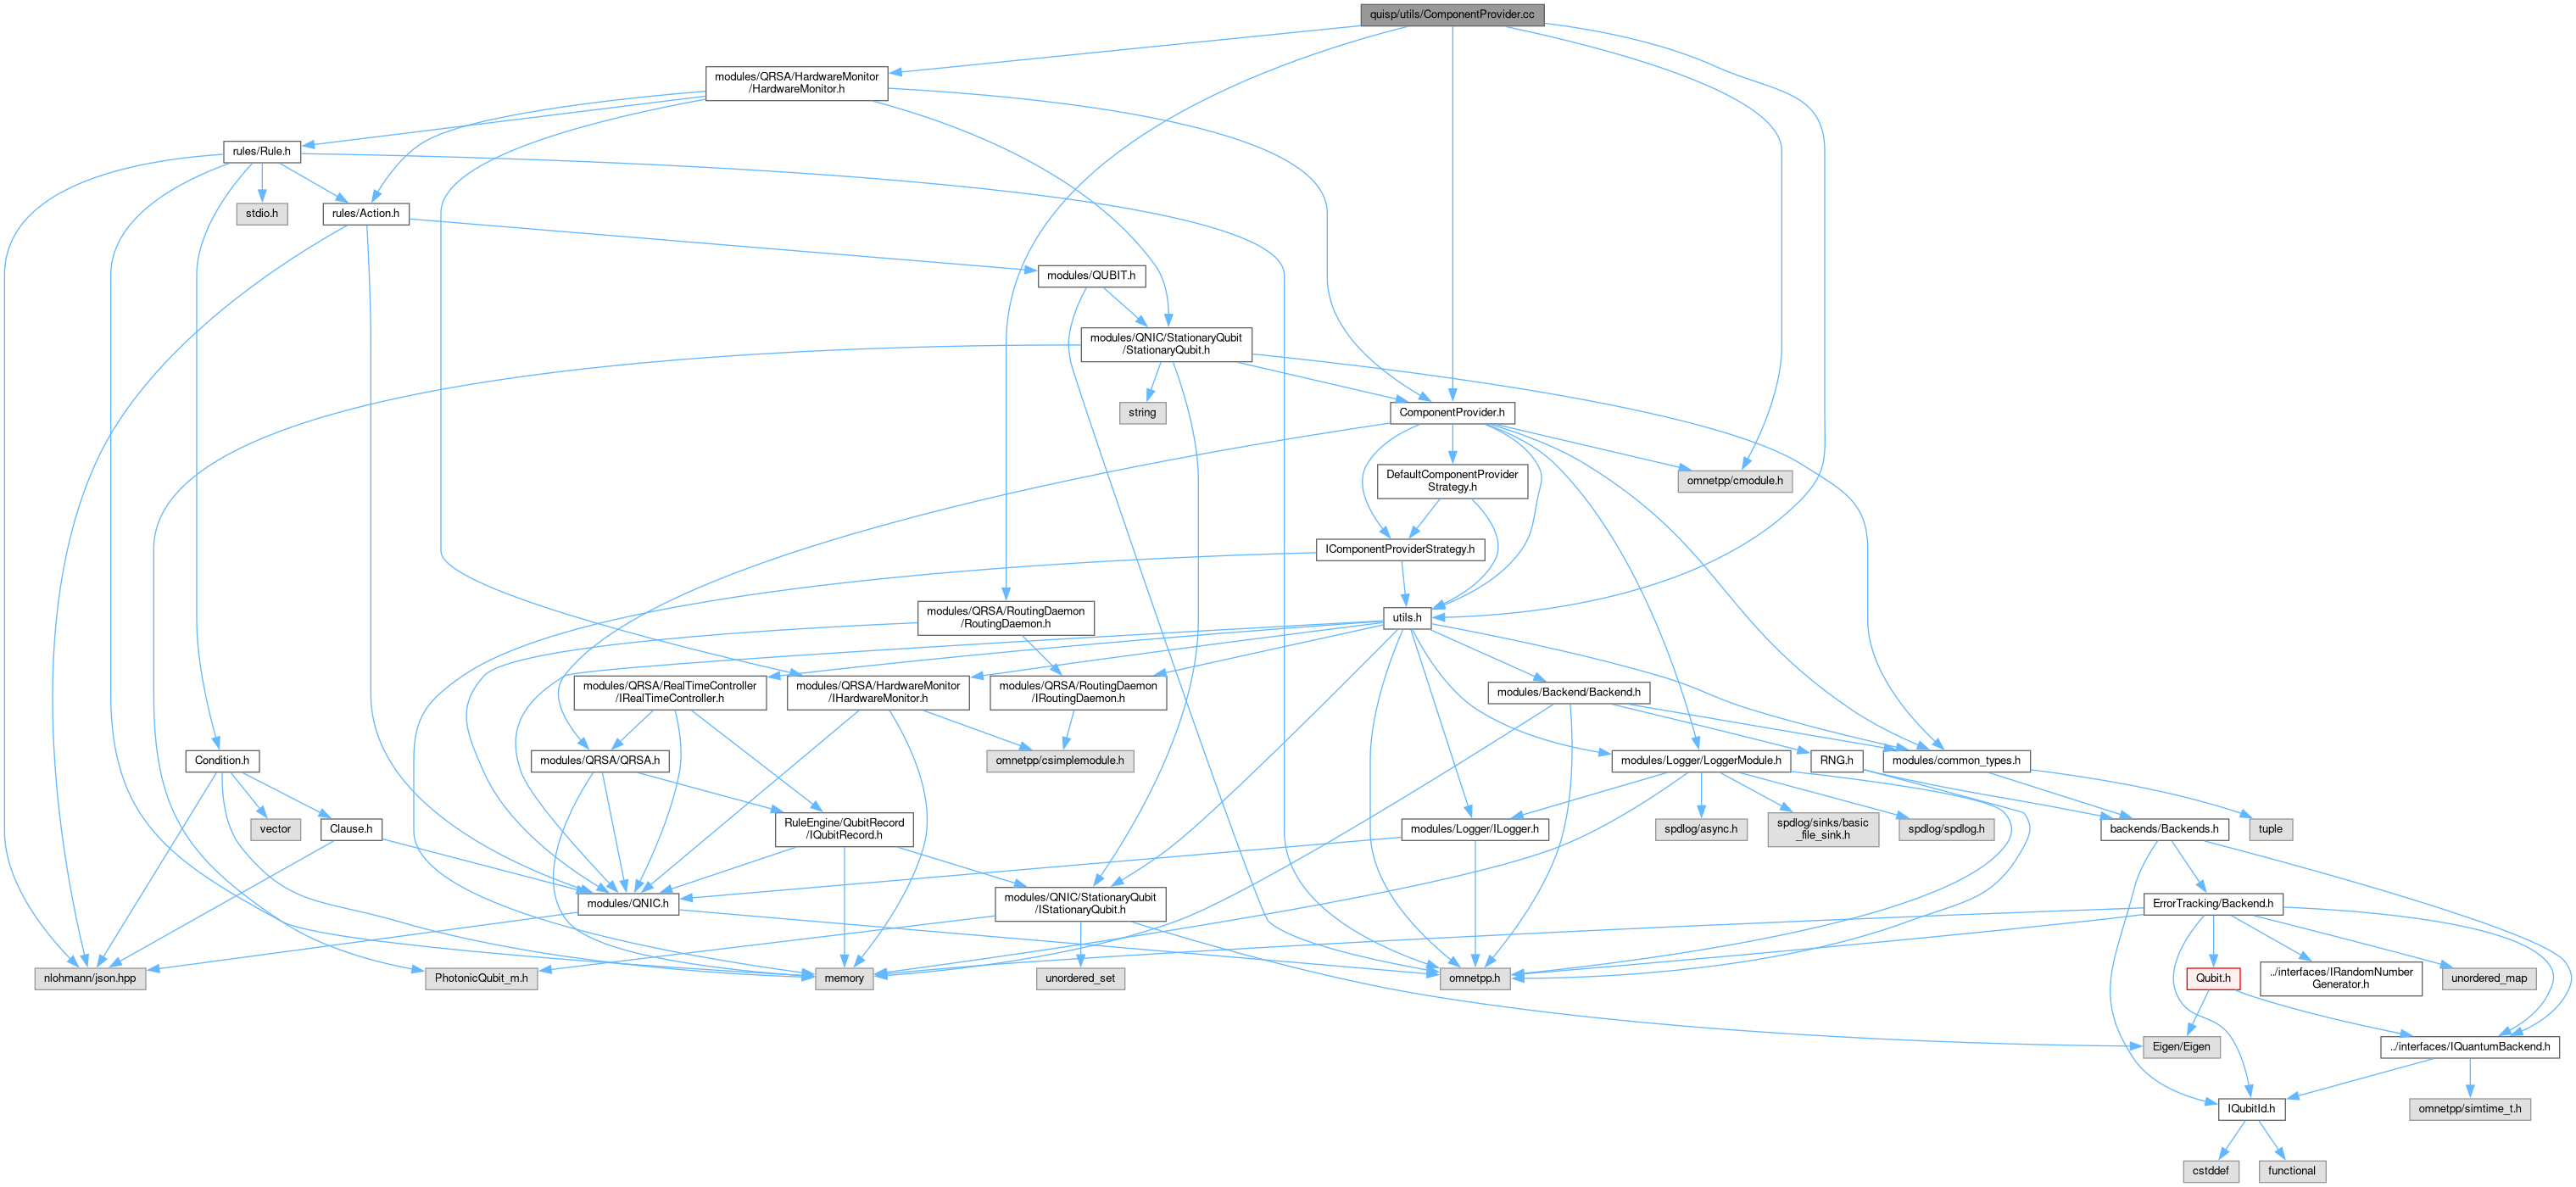 quisp/utils/ComponentProvider.cc
modules/QRSA/HardwareMonitor
/HardwareMonitor.h
rules/Rule.h
stdio.h
rules/Action.h
modules/QUBIT.h
modules/QNIC/StationaryQubit
/StationaryQubit.h
string
ComponentProvider.h
DefaultComponentProvider
Strategy.h
omnetpp/cmodule.h
IComponentProviderStrategy.h
modules/QRSA/RoutingDaemon
/RoutingDaemon.h
utils.h
modules/QRSA/RealTimeController
/IRealTimeController.h
modules/QRSA/HardwareMonitor
/IHardwareMonitor.h
modules/QRSA/RoutingDaemon
/IRoutingDaemon.h
modules/Backend/Backend.h
Condition.h
modules/QRSA/QRSA.h
omnetpp/csimplemodule.h
modules/Logger/LoggerModule.h
RNG.h
modules/common_types.h
vector
Clause.h
RuleEngine/QubitRecord
/IQubitRecord.h
modules/Logger/ILogger.h
spdlog/async.h
spdlog/sinks/basic
_file_sink.h
spdlog/spdlog.h
backends/Backends.h
tuple
modules/QNIC.h
modules/QNIC/StationaryQubit
/IStationaryQubit.h
ErrorTracking/Backend.h
nlohmann/json.hpp
PhotonicQubit_m.h
memory
unordered_set
omnetpp.h
Qubit.h
../interfaces/IRandomNumber
Generator.h
unordered_map
Eigen/Eigen
../interfaces/IQuantumBackend.h
IQubitId.h
omnetpp/simtime_t.h
cstddef
functional